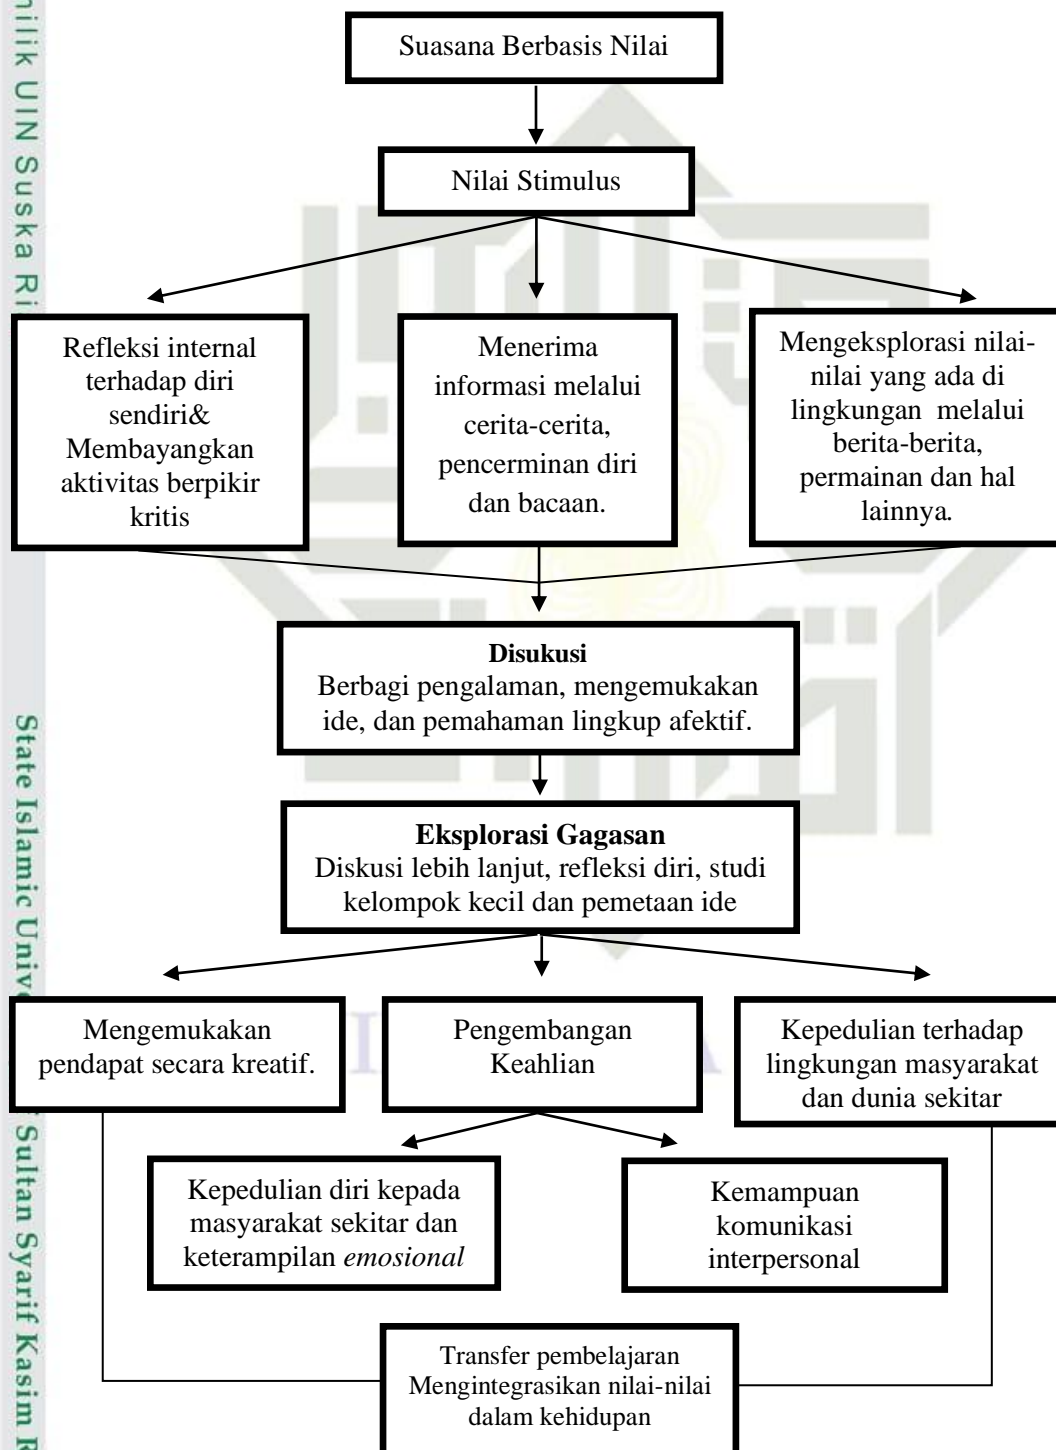 Suasana Berbasis Nilai
Nilai Stimulus
Refleksi internal
terhadap diri
sendiri&
Membayangkan
aktivitas berpikir
kritis
Menerima
informasi melalui
cerita-cerita,
pencerminan diri
dan bacaan.
Mengeksplorasi nilai-
nilai yang ada di
lingkungan melalui
berita-berita,
permainan dan hal
lainnya.
Disukusi
Berbagi pengalaman, mengemukakan
ide, dan pemahaman lingkup afektif.
Eksplorasi Gagasan
Diskusi lebih lanjut, refleksi diri, studi
kelompok kecil dan pemetaan ide
Mengemukakan
pendapat secara kreatif.
Pengembangan
Keahlian
Kepedulian terhadap
lingkungan masyarakat
dan dunia sekitar
Kepedulian diri kepada
masyarakat sekitar dan
keterampilan emosional
Kemampuan
komunikasi
interpersonal
Transfer pembelajaran
Mengintegrasikan nilai-nilai
dalam kehidupan
UIN Suska
State Islamic
Sultan Syarif Kasim